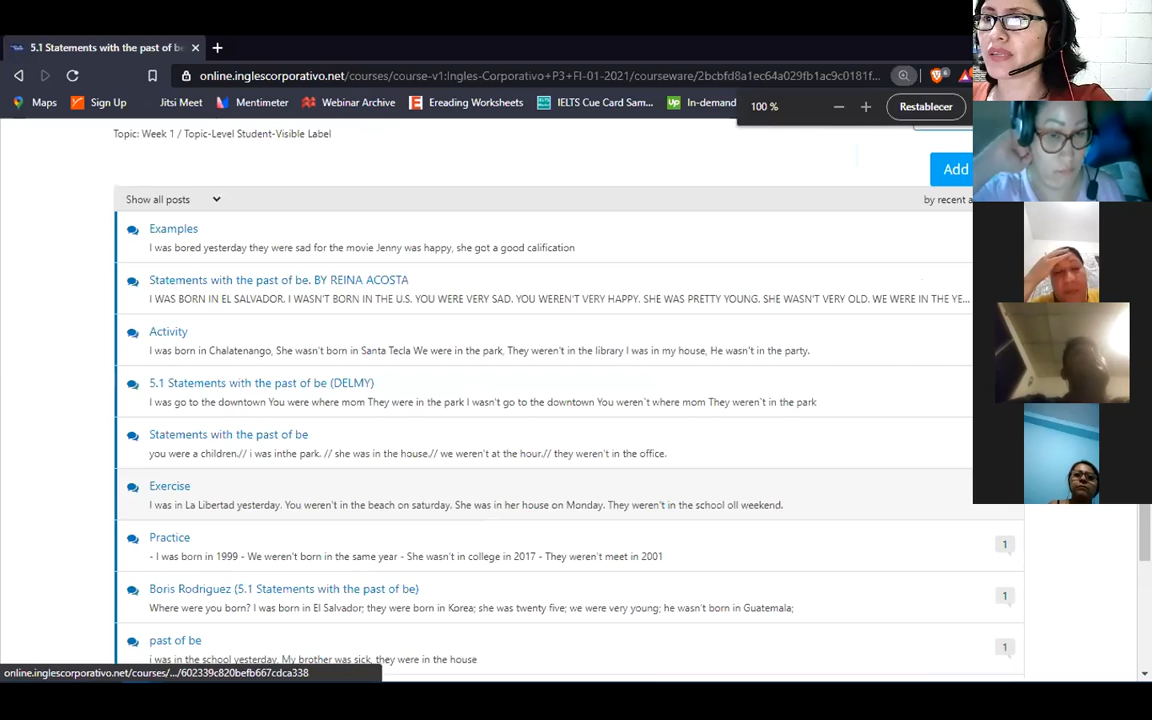 5.1 Statements with the past of be
online.inglescorporativo.net/courses/course-v1:Ingles-Corporativo+P3+FI-01-2021/courseware/2bcbfd8a1ec64a029fb1ac9c0181f...
Maps Sign Up Jitsi Meet Mentimeter Webinar Archive Ereading Worksheets IELTS Cue Card Sam... In-demand
100 % Restablecer
Topic: Week 1 / Topic-Level Student-Visible Label
Add
Show all posts by recent a
Examples
I was bored yesterday they were sad for the movie Jenny was happy, she got a good calification
Statements with the past of be. BY REINA ACOSTA
I WAS BORN IN EL SALVADOR. I WASN'T BORN IN THE U.S. YOU WERE VERY SAD. YOU WEREN'T VERY HAPPY. SHE WAS PRETTY YOUNG. SHE WASN'T VERY OLD. WE WERE IN THE YE...
Activity
I was born in Chalatenango, She wasn't born in Santa Tecla We were in the park, They weren't in the library I was in my house, He wasn't in the party.
5.1 Statements with the past of be (DELMY)
I was go to the downtown You were where mom They were in the park I wasn't go to the downtown You weren`t where mom They weren`t in the park
Statements with the past of be
you were a children.// i was inthe park. // she was in the house.// we weren't at the hour.// they weren't in the office.
Exercise
I was in La Libertad yesterday. You weren't in the beach on saturday. She was in her house on Monday. They weren't in the school oll weekend.
Practice
- I was born in 1999 - We weren't born in the same year - She wasn't in college in 2017 - They weren't meet in 2001
1
Boris Rodriguez (5.1 Statements with the past of be)
Where were you born? I was born in El Salvador; they were born in Korea; she was twenty five; we were very young; he wasn't born in Guatemala;
1
past of be
i was in the school yesterday, My brother was sick, they were in the house
1
online.inglescorporativo.net/courses/.../602339c820befb667cdca338